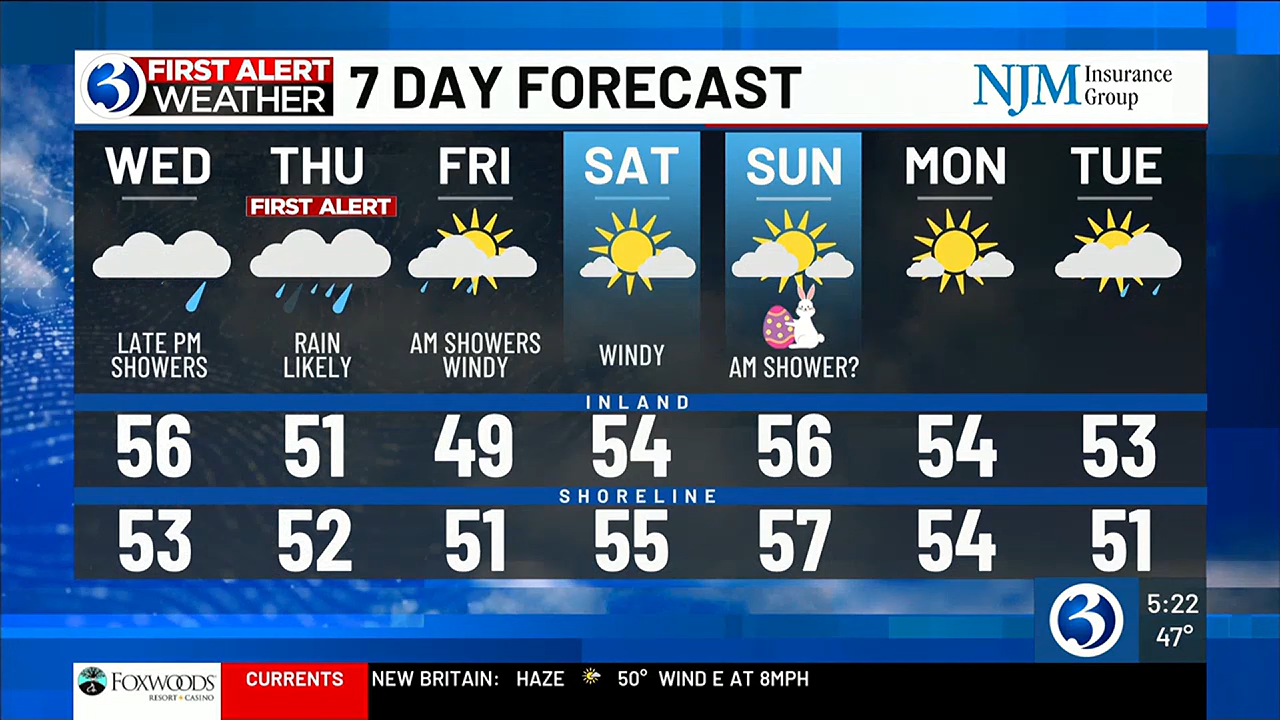 3 FIRST ALERT WEATHER
7 DAY FORECAST
NJM Insurance Group
WED THU FRI SAT SUN MON TUE
FIRST ALERT
LATE PM SHOWERS
RAIN LIKELY
AM SHOWERS WINDY
WINDY
AM SHOWER?
INLAND
56 51 49 54 56 54 53
SHORELINE
53 52 51 55 57 54 51
3
5:22
47°
FOXWOODS
RESORT • CASINO
CURRENTS
NEW BRITAIN: HAZE 50° WIND E AT 8MPH